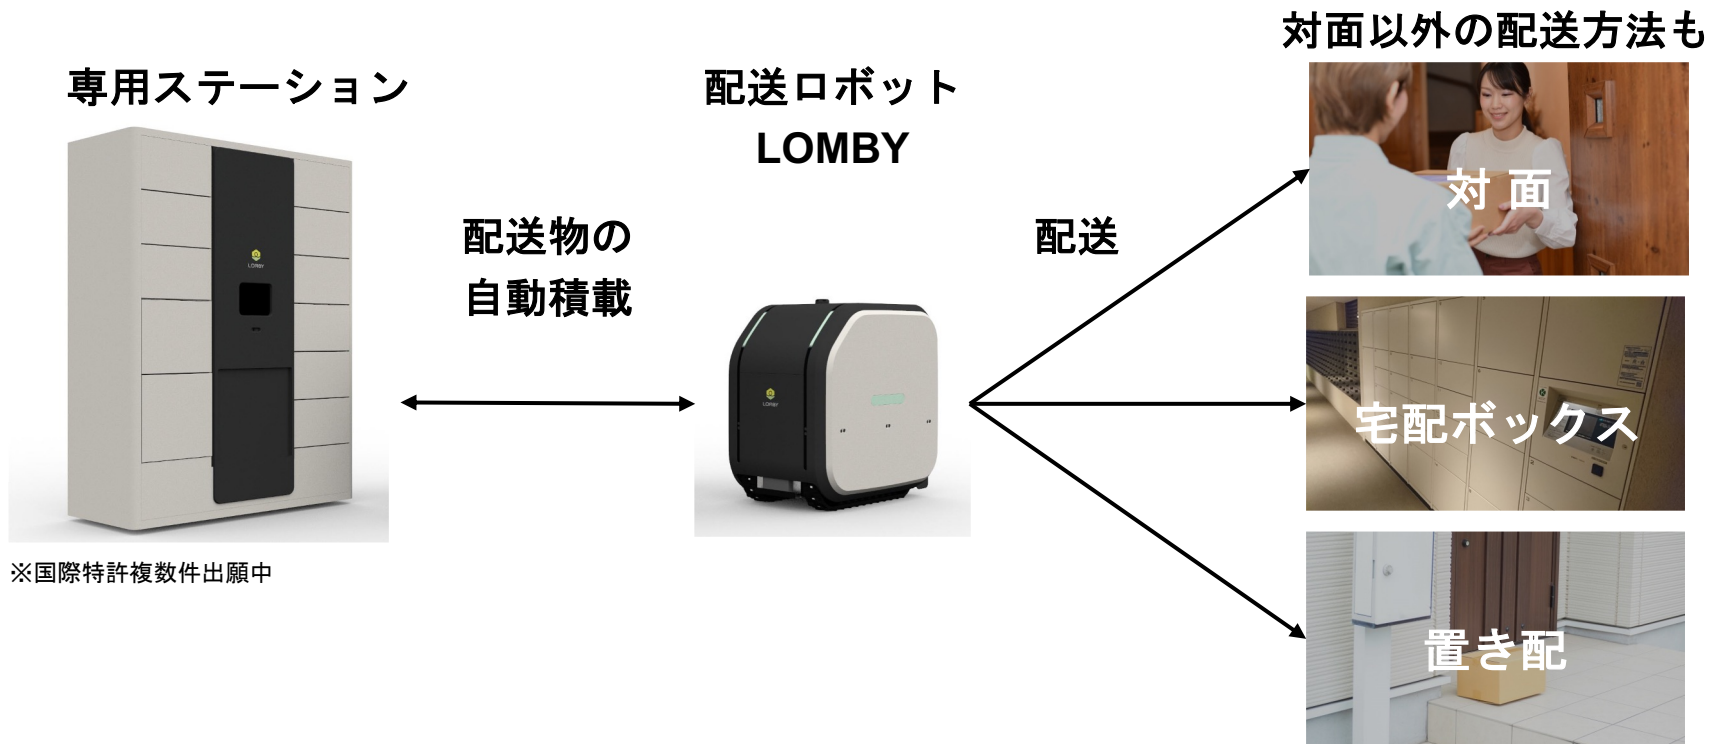 専用ステーション
配送ロボット
LOMBY
対面以外の配送方法も
配送物の
自動積載
配送
LOMBY
LOMBY
対 面
宅配ボックス
置き配
※国際特許複数件出願中